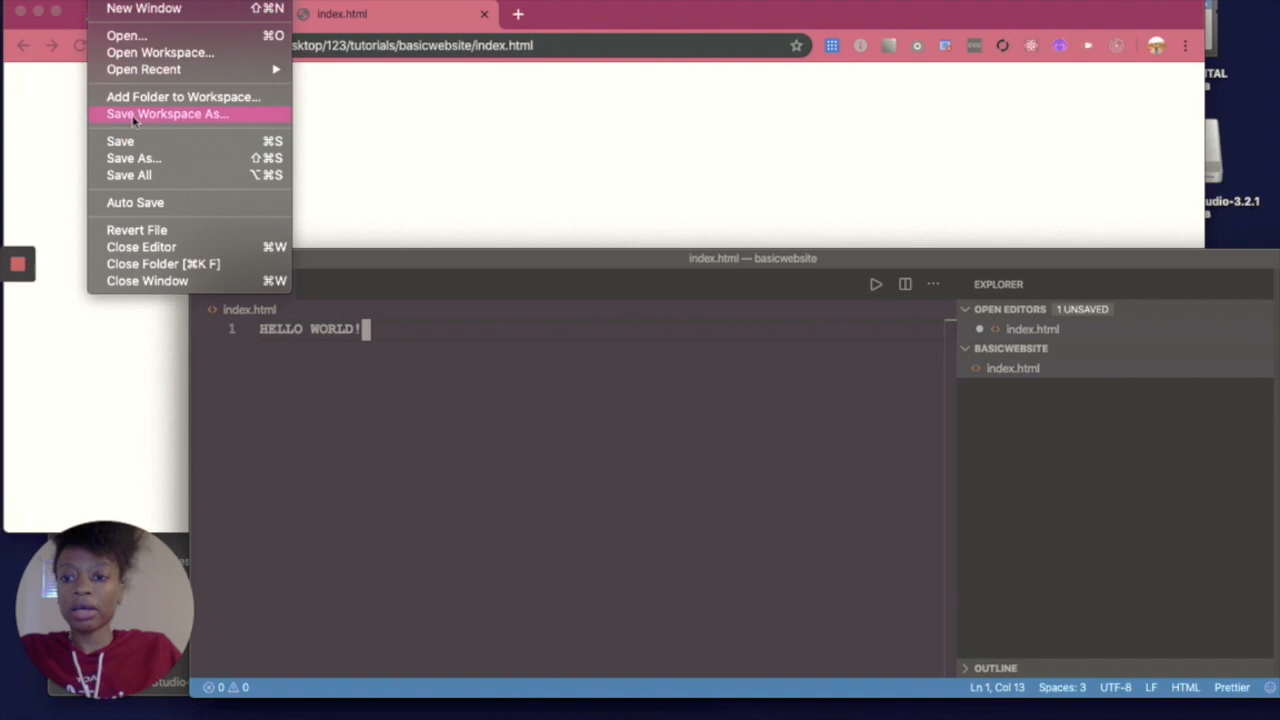 New Window ⇧⌘N
index.html
Open... ⌘O
Open Workspace...
Open Recent
Add Folder to Workspace...
Save Workspace As...
Save ⌘S
Save As... ⇧⌘S
Save All ⌥⌘S
Auto Save
Revert File
Close Editor ⌘W
Close Folder [⌘K F]
Close Window ⌘W
sktop/123/tutorials/basicwebsite/index.html
ITAL
udio-3.2.1
index.html — basicwebsite
index.html
1 HELLO WORLD!
EXPLORER
OPEN EDITORS 1 UNSAVED
index.html
BASICWEBSITE
index.html
OUTLINE
tudio-
0 0
Ln 1, Col 13 Spaces: 3 UTF-8 LF HTML Prettier